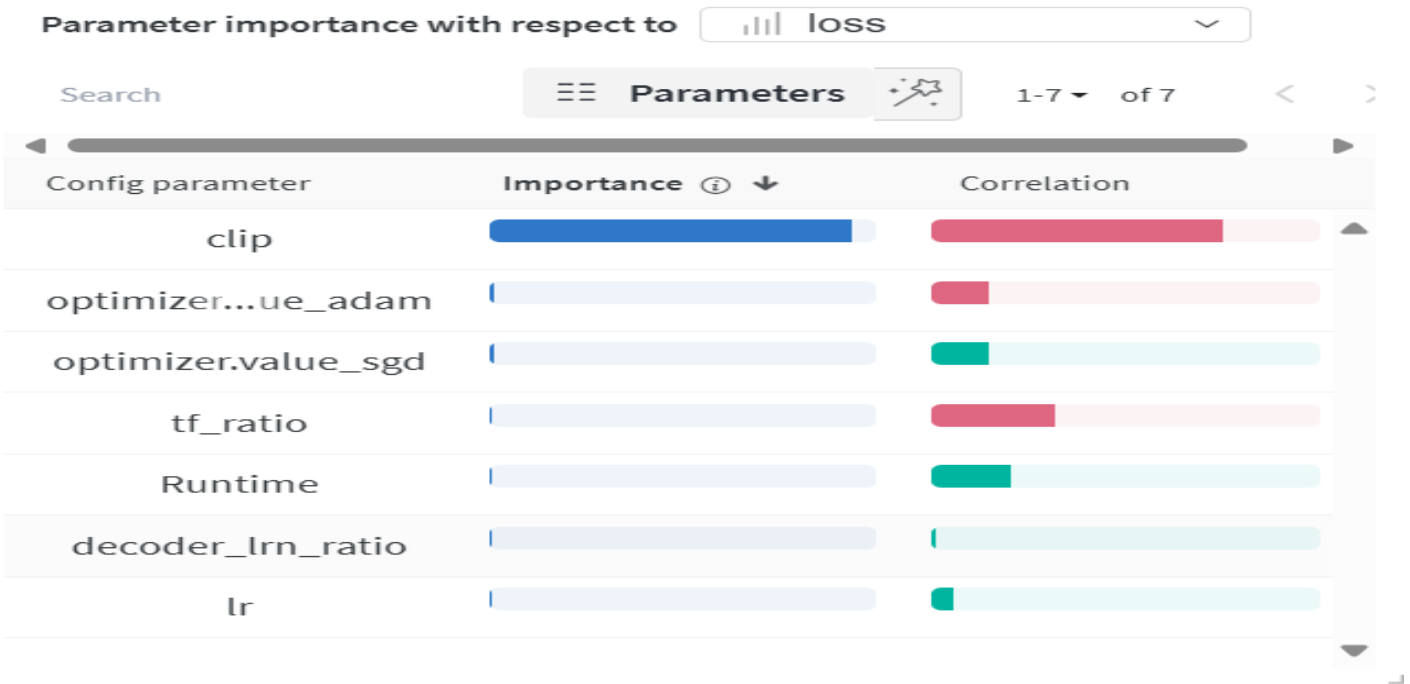 Parameter importance with respect to loss
Search Parameters 1-7 of 7
Config parameter Importance Correlation
clip
optimizer...ue_adam
optimizer.value_sgd
tf_ratio
Runtime
decoder_lrn_ratio
lr